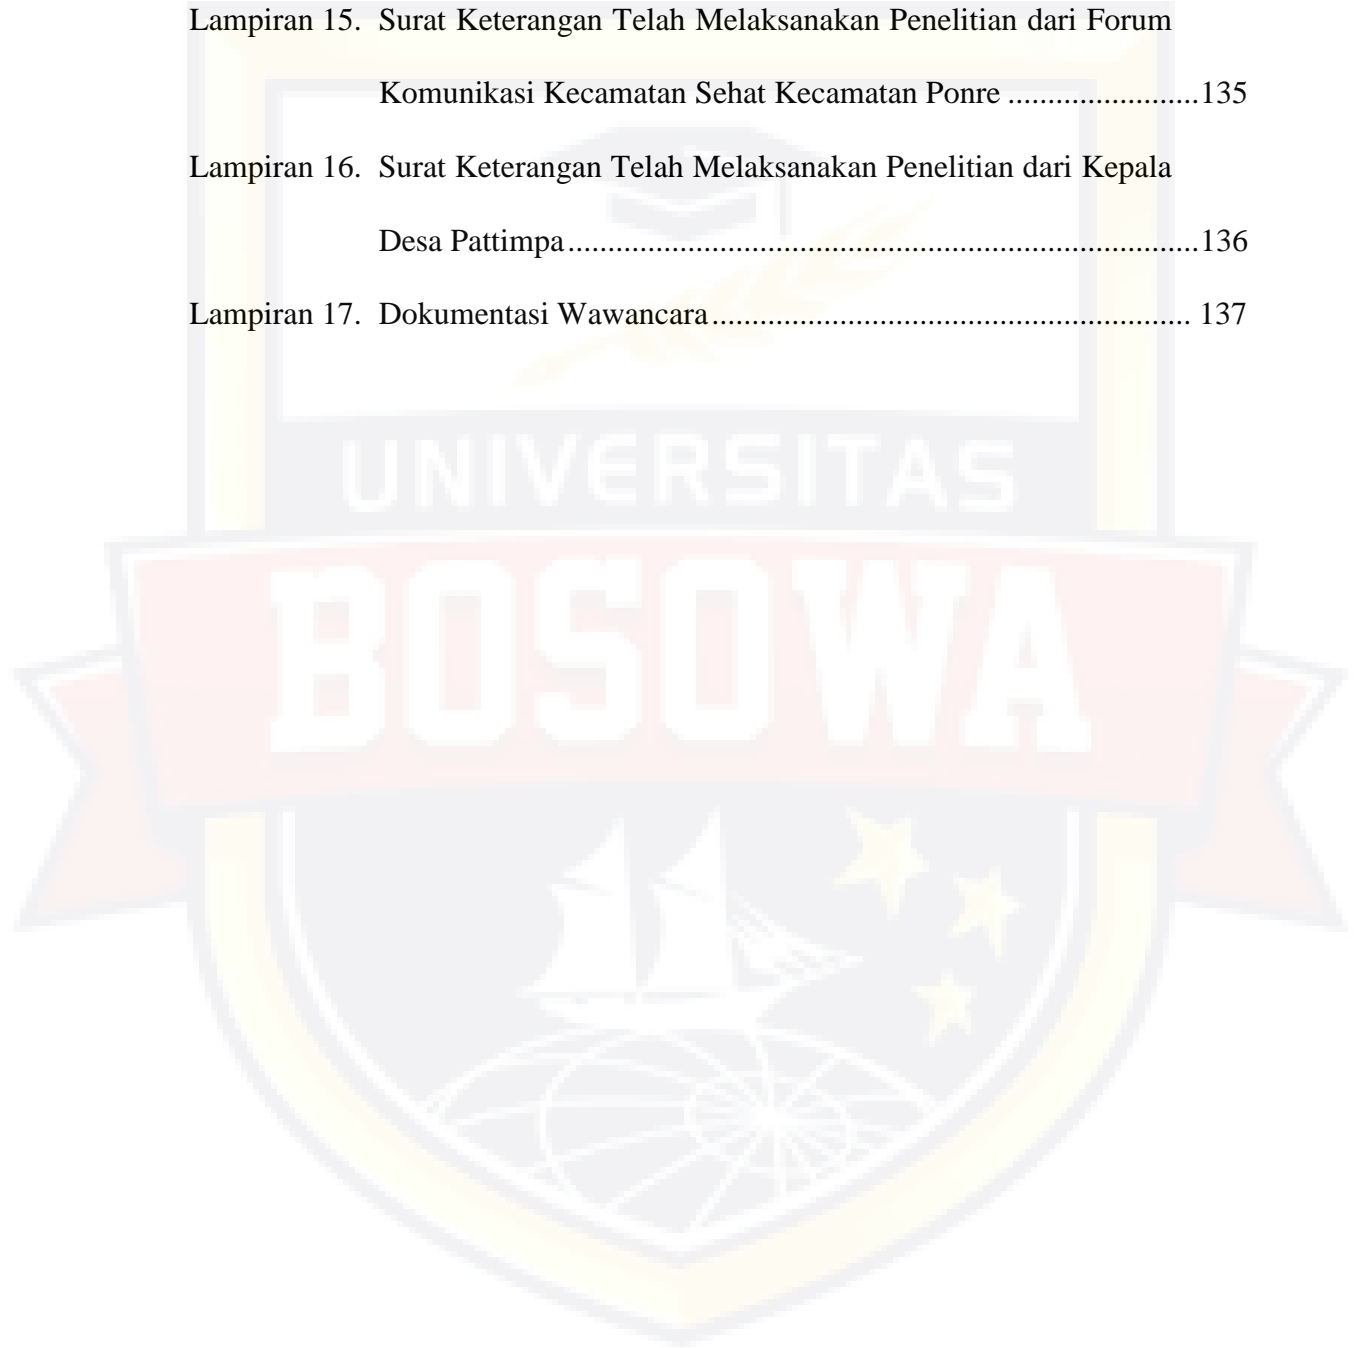 Lampiran 15. Surat Keterangan Telah Melaksanakan Penelitian dari Forum
Komunikasi Kecamatan Sehat Kecamatan Ponre ........................135
Lampiran 16. Surat Keterangan Telah Melaksanakan Penelitian dari Kepala
Desa Pattimpa................................................................................136
Lampiran 17. Dokumentasi Wawancara............................................................. 137
UNIVERSITAS
BOSOWA